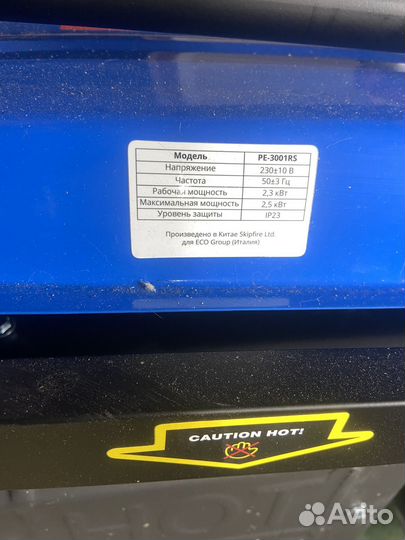 Модель PE-3001RS
Напряжение 230±10 В
Частота 50±3 Гц
Рабочая мощность 2,3 кВт
Максимальная мощность 2,5 кВт
Уровень защиты IP23
Произведено в Китае Skipfire Ltd.
для ECO Group (Италия)
CAUTION HOT!
Avito